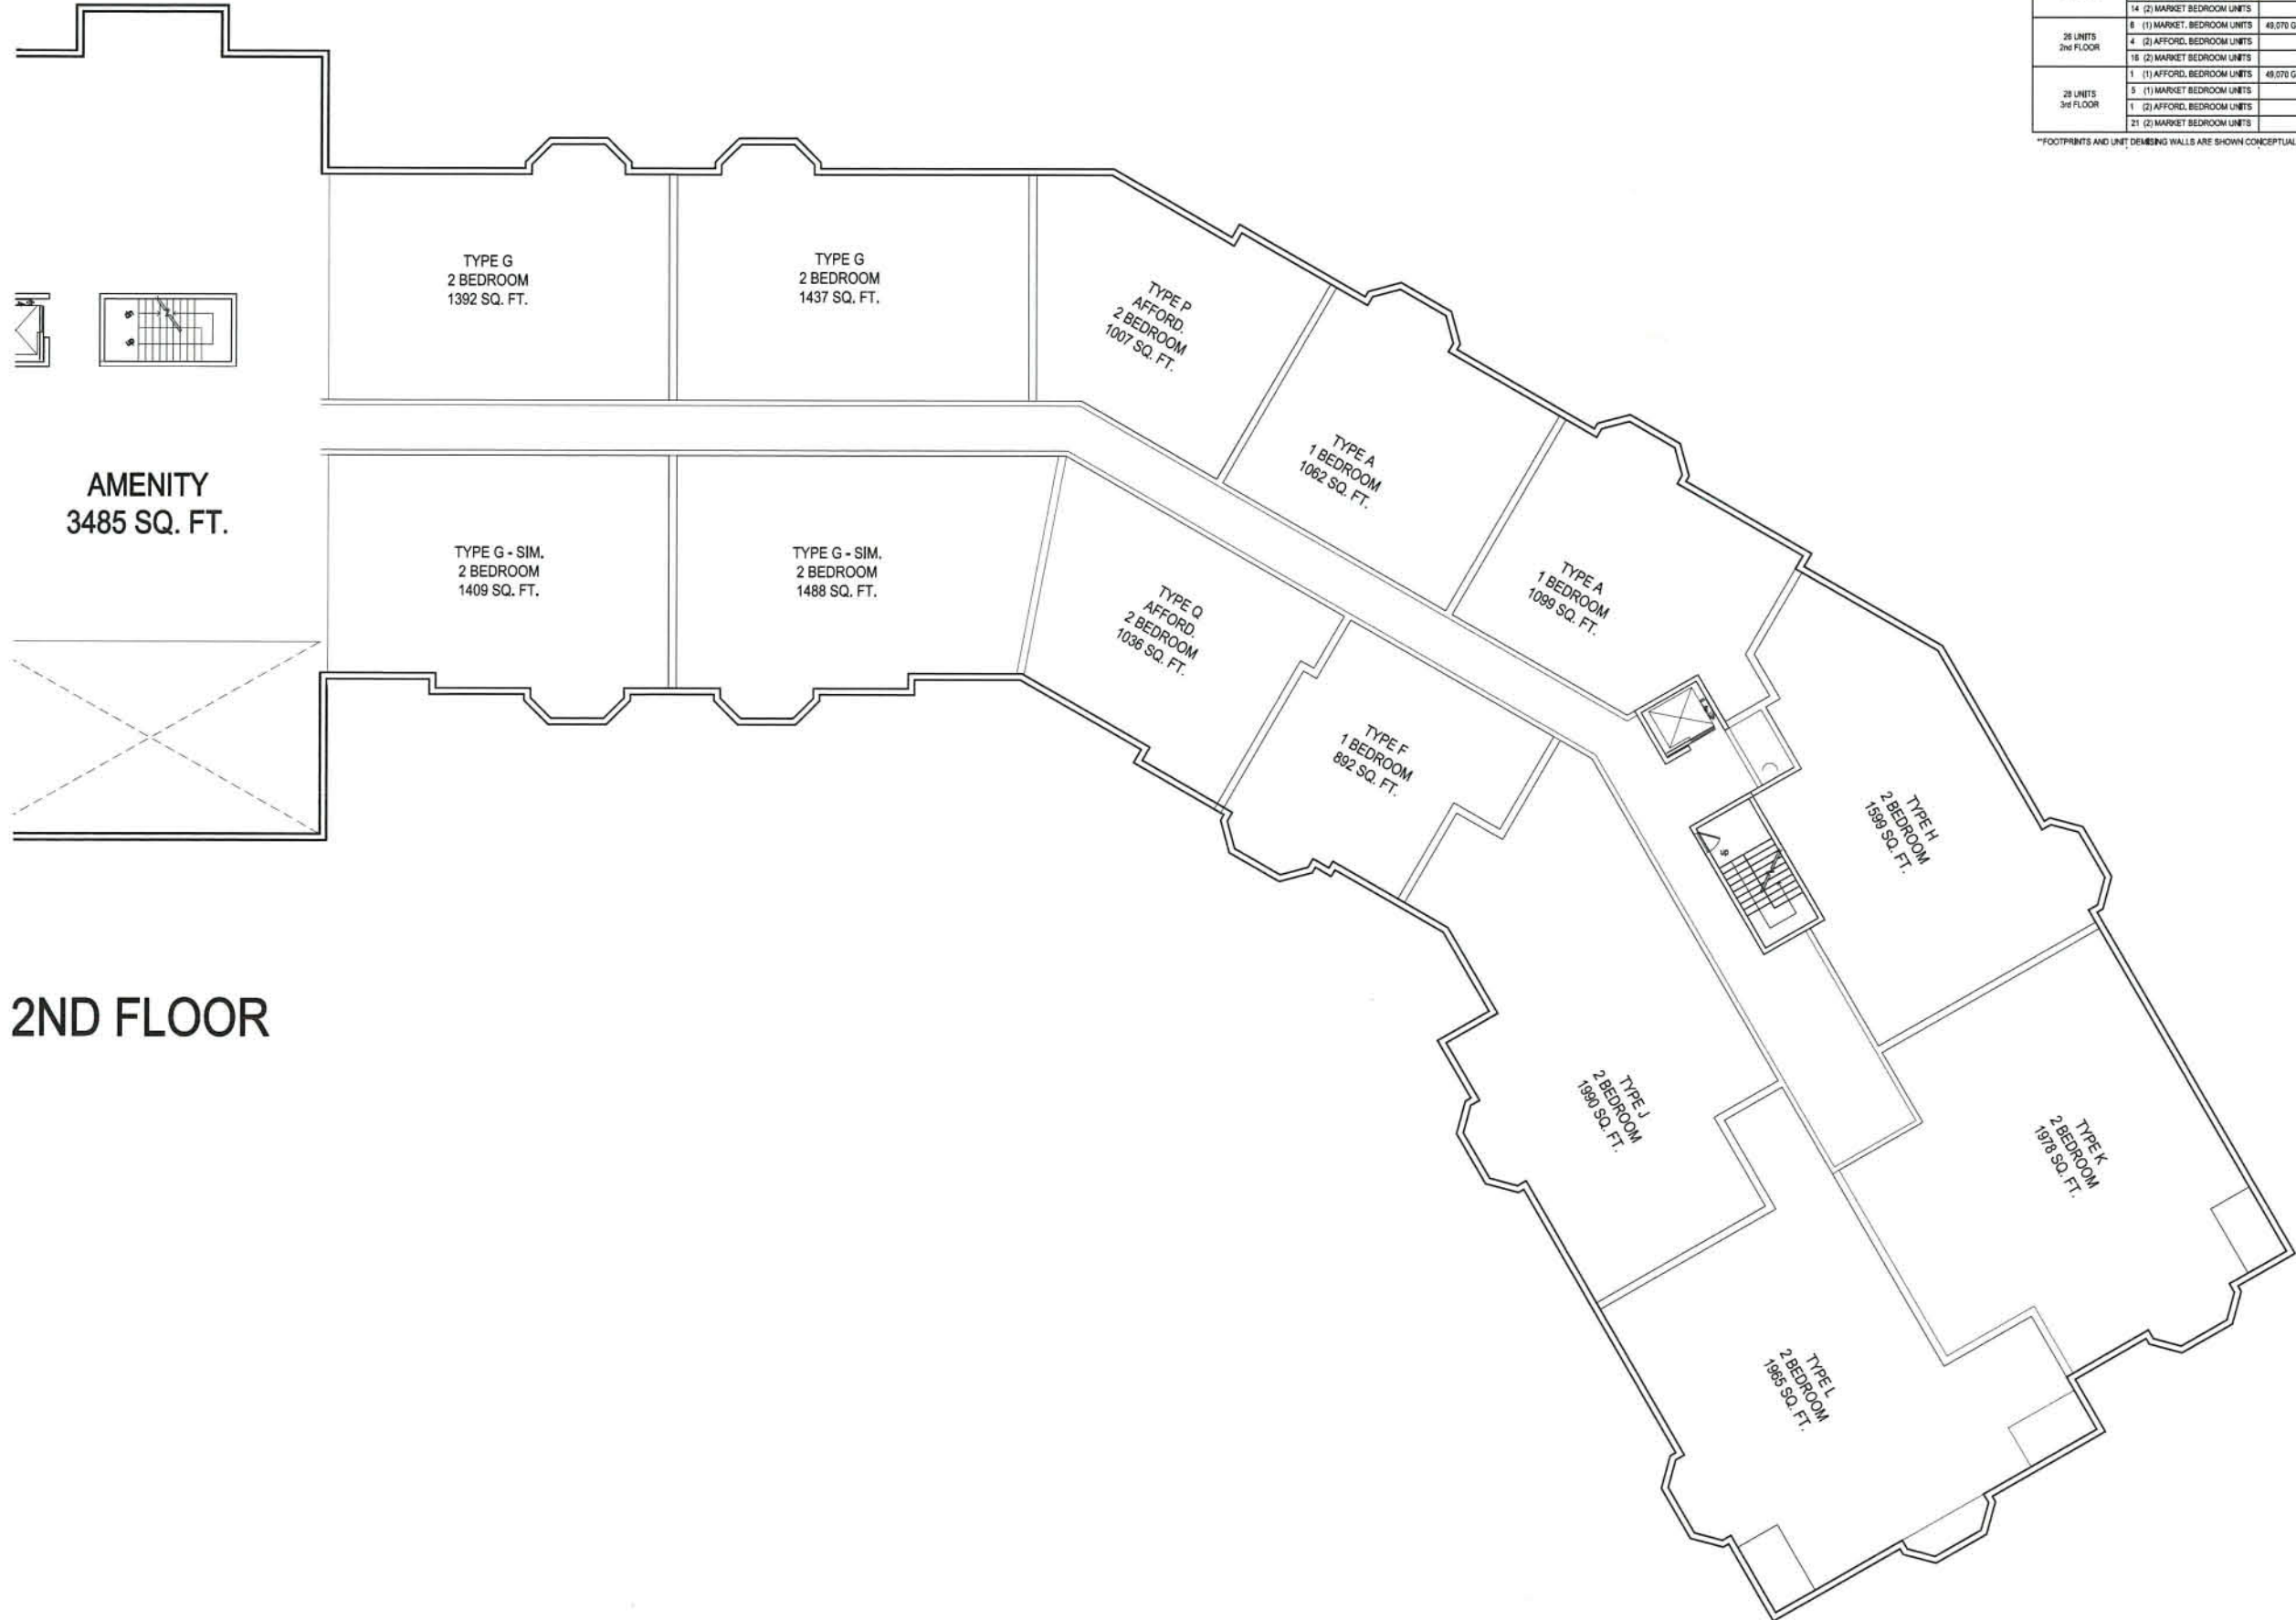 14 (2) MARKET BEDROOM UNITS
26 UNITS
2nd FLOOR
6 (1) MARKET. BEDROOM UNITS 49,070 G
4 (2) AFFORD. BEDROOM UNITS
16 (2) MARKET BEDROOM UNITS
28 UNITS
3rd FLOOR
1 (1) AFFORD. BEDROOM UNITS 49,070 G
5 (1) MARKET BEDROOM UNITS
1 (2) AFFORD. BEDROOM UNITS
21 (2) MARKET BEDROOM UNITS
**FOOTPRINTS AND UNIT DEMISING WALLS ARE SHOWN CONCEPTUAL
TYPE G
2 BEDROOM
1392 SQ. FT.
TYPE G
2 BEDROOM
1437 SQ. FT.
TYPE P
AFFORD.
2 BEDROOM
1007 SQ. FT.
TYPE A
1 BEDROOM
1062 SQ. FT.
TYPE A
1 BEDROOM
1099 SQ. FT.
AMENITY
3485 SQ. FT.
TYPE G - SIM.
2 BEDROOM
1409 SQ. FT.
TYPE G - SIM.
2 BEDROOM
1488 SQ. FT.
TYPE Q
AFFORD.
2 BEDROOM
1036 SQ. FT.
TYPE F
1 BEDROOM
892 SQ. FT.
UP
TYPE H
2 BEDROOM
1599 SQ. FT.
2ND FLOOR
TYPE J
2 BEDROOM
1990 SQ. FT.
TYPE K
2 BEDROOM
1978 SQ. FT.
TYPE L
2 BEDROOM
1965 SQ. FT.